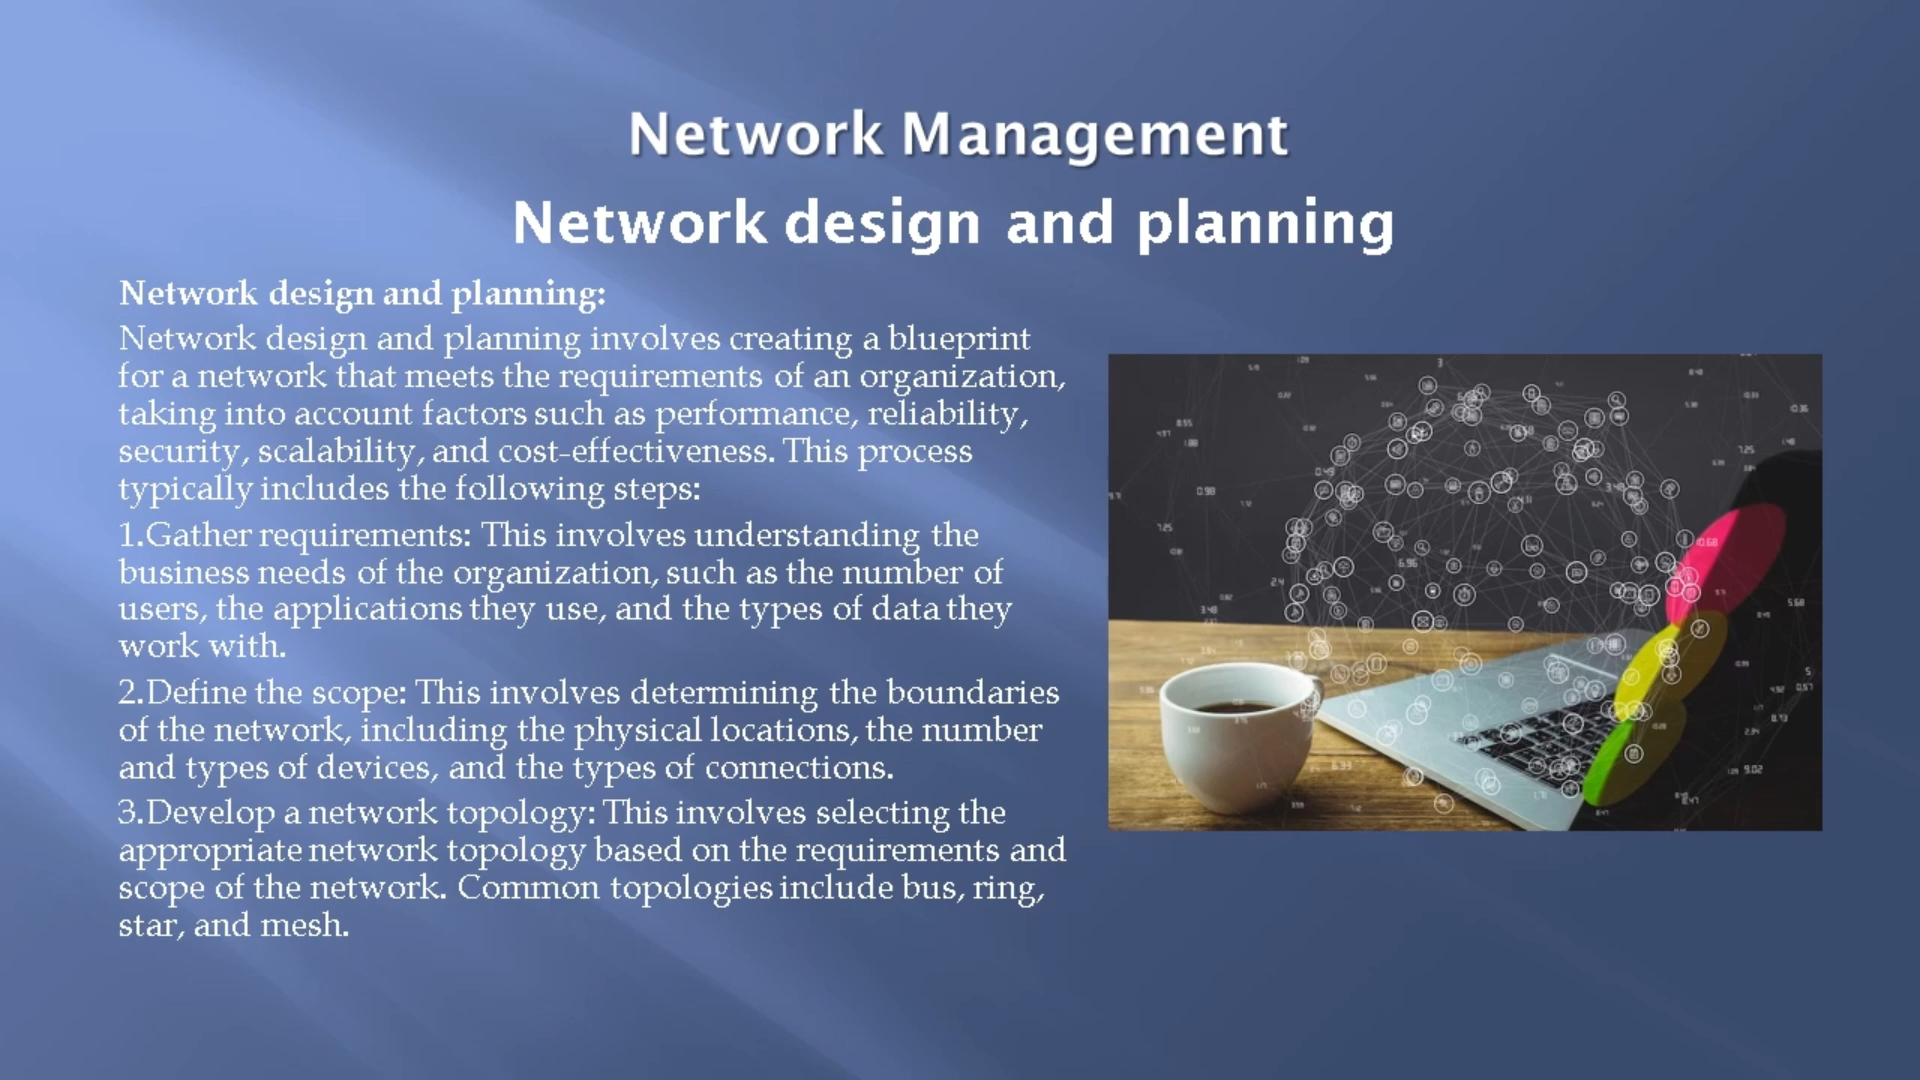 Network Management
Network design and planning
Network design and planning:
Network design and planning involves creating a blueprint
for a network that meets the requirements of an organization,
taking into account factors such as performance, reliability,
security, scalability, and cost-effectiveness. This process
typically includes the following steps:
1.Gather requirements: This involves understanding the
business needs of the organization, such as the number of
users, the applications they use, and the types of data they
work with.
2.Define the scope: This involves determining the boundaries
of the network, including the physical locations, the number
and types of devices, and the types of connections.
3.Develop a network topology: This involves selecting the
appropriate network topology based on the requirements and
scope of the network. Common topologies include bus, ring,
star, and mesh.